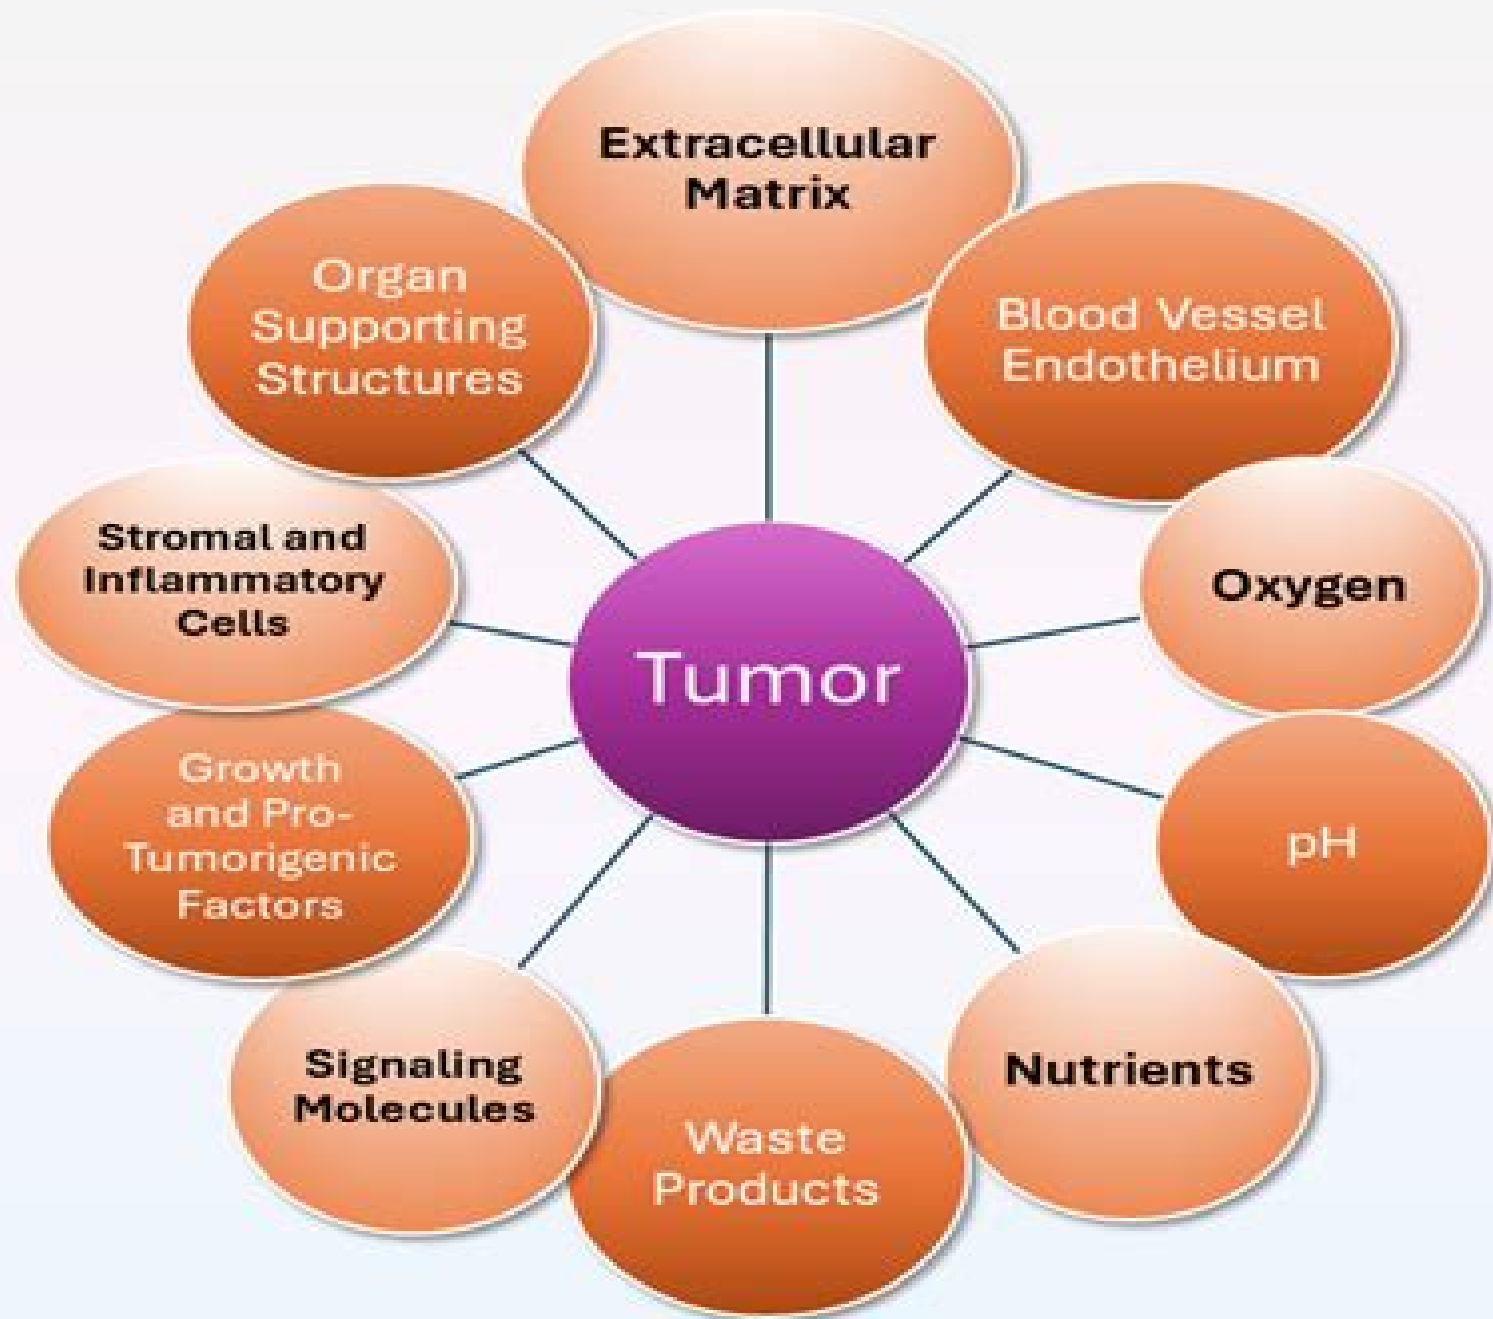 Extracellular
Matrix
Blood Vessel
Endothelium
Oxygen
pH
Nutrients
Waste
Products
Signaling
Molecules
Growth
and Pro-
Tumorigenic
Factors
Stromal and
Inflammatory
Cells
Organ
Supporting
Structures
Tumor